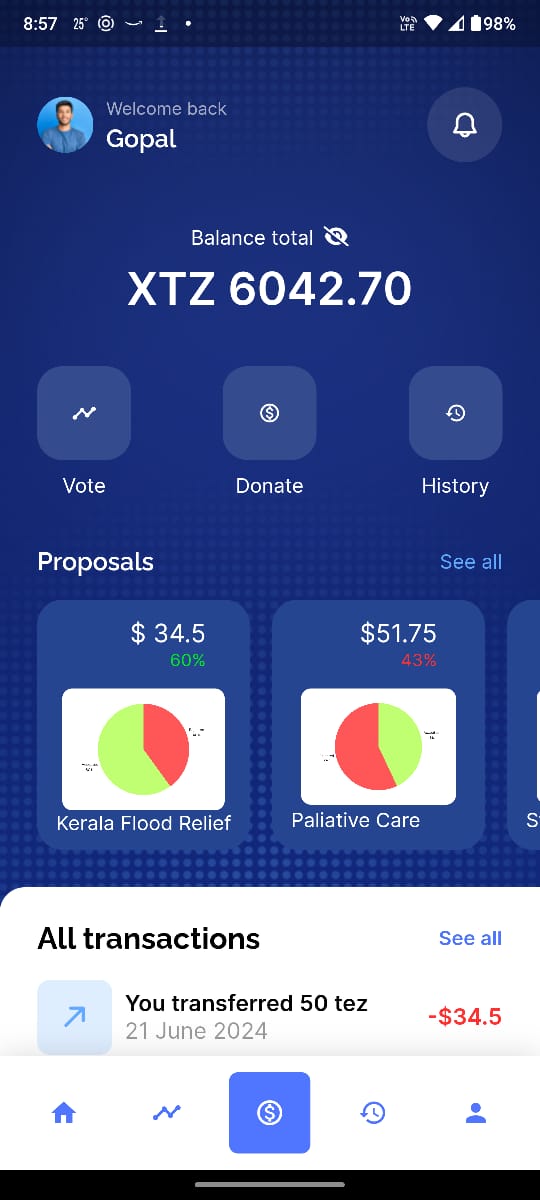 8:57 25° Vo LTE 98%
Welcome back
Gopal
Balance total
XTZ 6042.70
Vote Donate History
Proposals See all
$ 34.5 $51.75
60% 43%
Kerala Flood Relief Paliative Care S
All transactions See all
You transferred 50 tez
21 June 2024 -$34.5